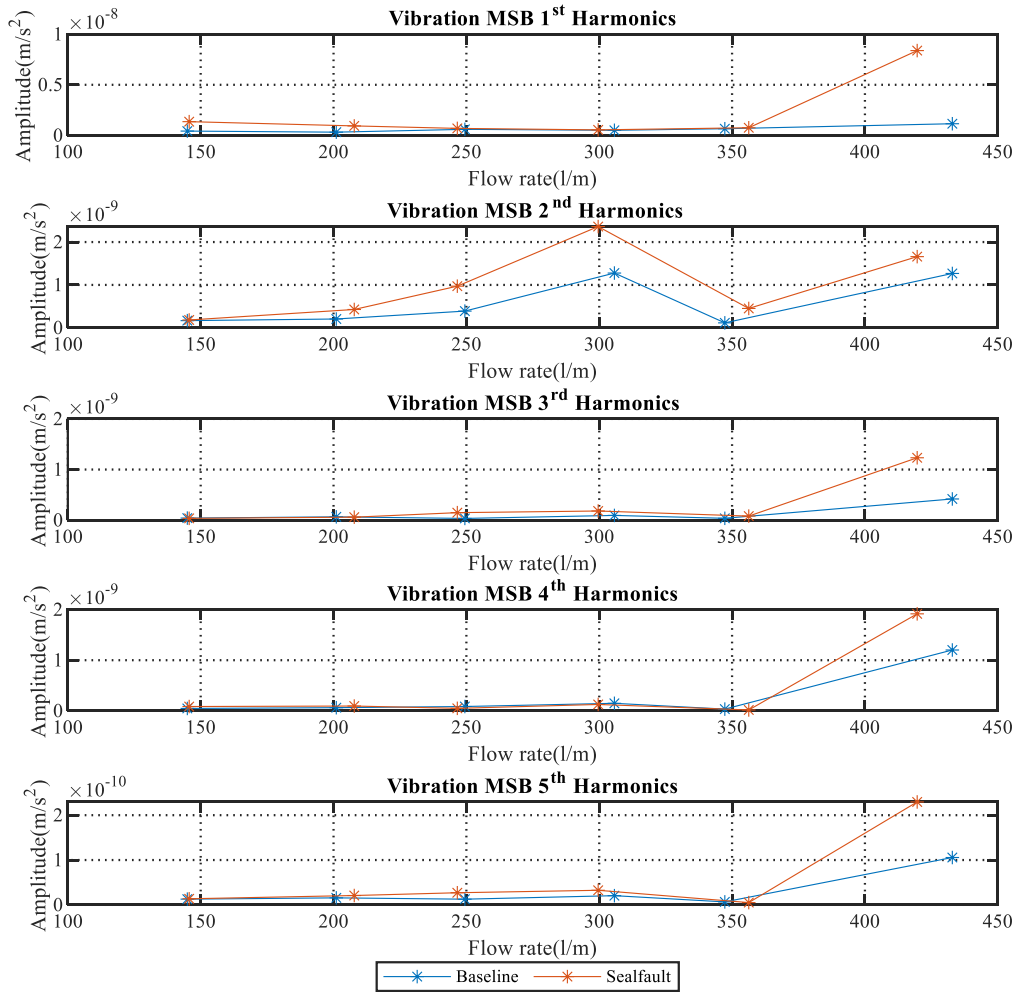 Vibration MSB 1st Harmonics
×10-8
Amplitude(m/s2)
1
0.5
0
100 150 200 250 300 350 400 450
Flow rate(l/m)
Vibration MSB 2nd Harmonics
×10-9
Amplitude(m/s2)
2
1
0
100 150 200 250 300 350 400 450
Flow rate(l/m)
Vibration MSB 3rd Harmonics
×10-9
Amplitude(m/s2)
2
1
0
100 150 200 250 300 350 400 450
Flow rate(l/m)
Vibration MSB 4th Harmonics
×10-9
Amplitude(m/s2)
2
1
0
100 150 200 250 300 350 400 450
Flow rate(l/m)
Vibration MSB 5th Harmonics
×10-10
Amplitude(m/s2)
2
1
0
100 150 200 250 300 350 400 450
Flow rate(l/m)
Baseline Sealfault